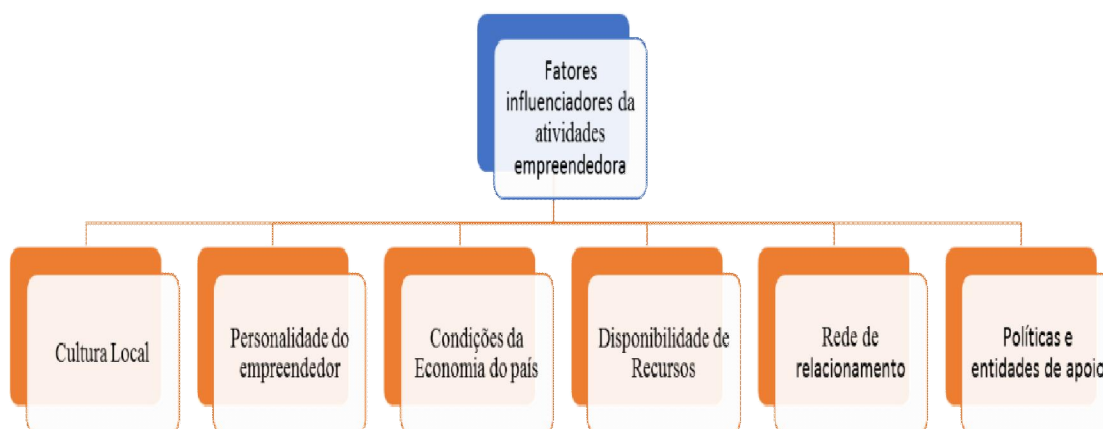 Fatores
influenciadores da
atividades
empreendedora
Cultura Local
Personalidade do
empreendedor
Condições da
Economia do país
Disponibilidade de
Recursos
Rede de
relacionamento
Políticas e
entidades de apoio